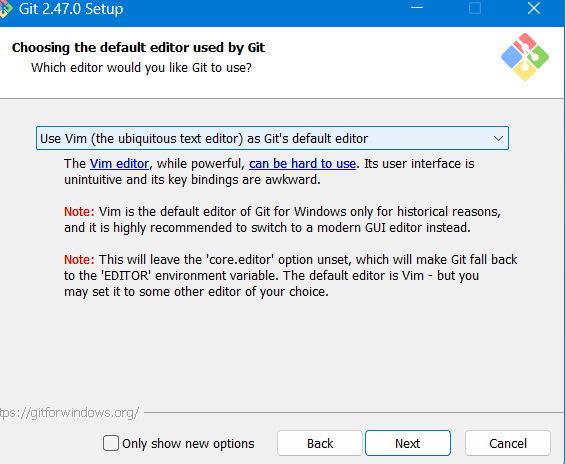 Git 2.47.0 Setup
Choosing the default editor used by Git
Which editor would you like Git to use?
Use Vim (the ubiquitous text editor) as Git's default editor
The Vim editor, while powerful, can be hard to use. Its user interface is
unintuitive and its key bindings are awkward.
Note: Vim is the default editor of Git for Windows only for historical reasons,
and it is highly recommended to switch to a modern GUI editor instead.
Note: This will leave the 'core.editor' option unset, which will make Git fall back
to the 'EDITOR' environment variable. The default editor is Vim - but you
may set it to some other editor of your choice.
tps://gitforwindows.org/
Only show new options
Back
Next
Cancel